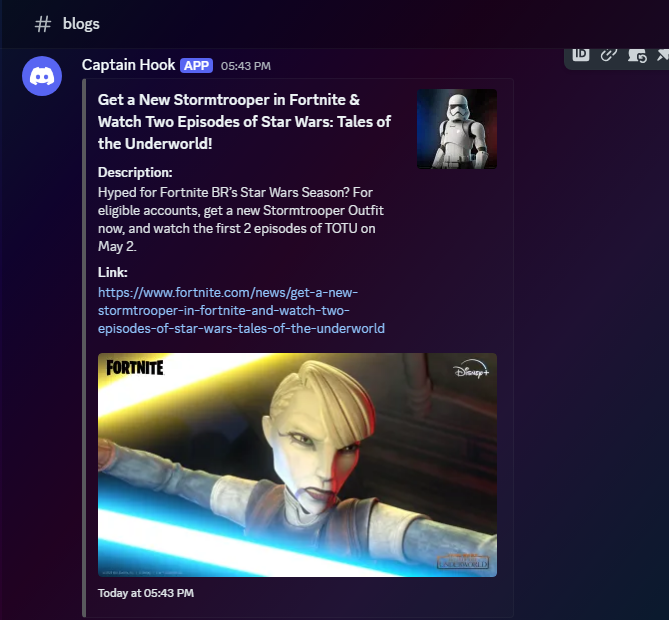 # blogs
Captain Hook APP 05:43 PM
ID
Get a New Stormtrooper in Fortnite &
Watch Two Episodes of Star Wars: Tales of
the Underworld!
Description:
Hyped for Fortnite BR's Star Wars Season? For
eligible accounts, get a new Stormtrooper Outfit
now, and watch the first 2 episodes of TOTU on
May 2.
Link:
https://www.fortnite.com/news/get-a-new-
stormtrooper-in-fortnite-and-watch-two-
episodes-of-star-wars-tales-of-the-underworld
FORTNITE
Disney+
UNDERWORLD
Today at 05:43 PM